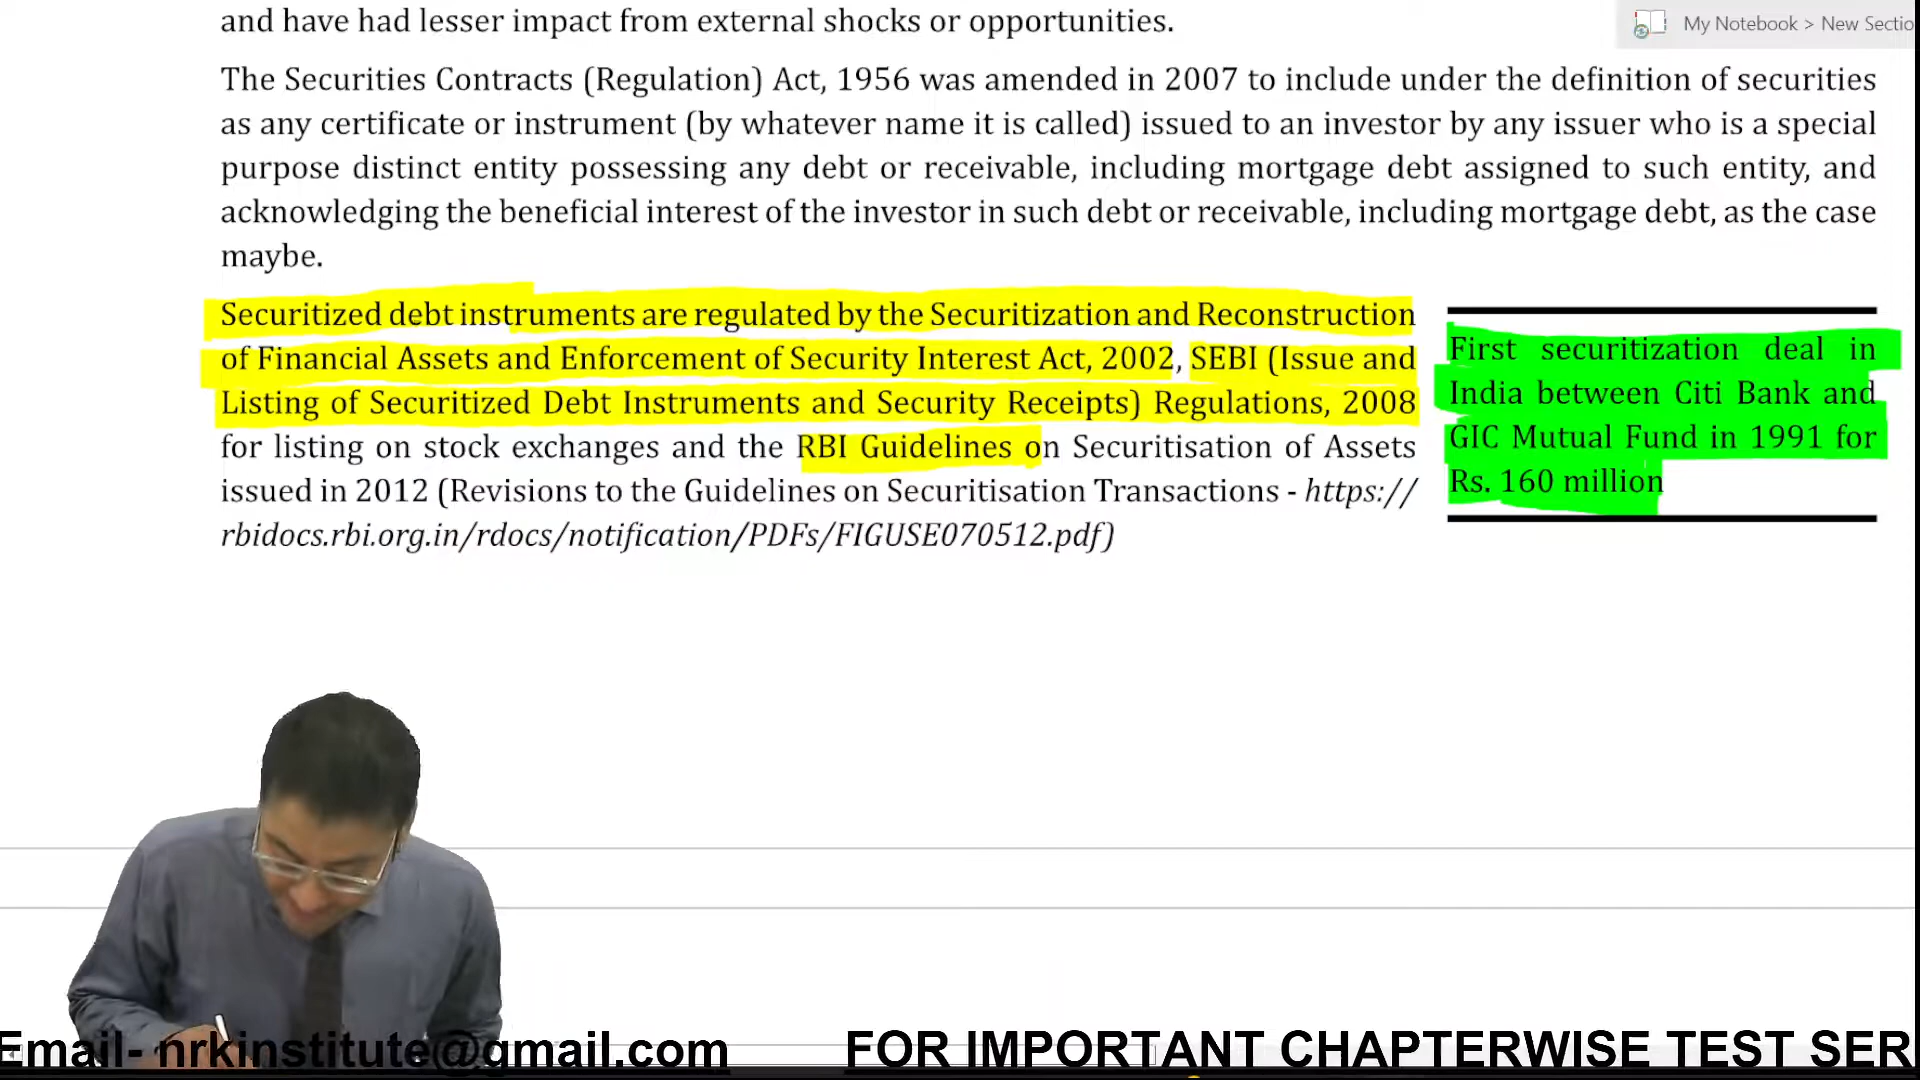 and have had lesser impact from external shocks or opportunities.
My Notebook > New Sectio
The Securities Contracts (Regulation) Act, 1956 was amended in 2007 to include under the definition of securities
as any certificate or instrument (by whatever name it is called) issued to an investor by any issuer who is a special
purpose distinct entity possessing any debt or receivable, including mortgage debt assigned to such entity, and
acknowledging the beneficial interest of the investor in such debt or receivable, including mortgage debt, as the case
maybe.
Securitized debt instruments are regulated by the Securitization and Reconstruction
of Financial Assets and Enforcement of Security Interest Act, 2002, SEBI (Issue and
Listing of Securitized Debt Instruments and Security Receipts) Regulations, 2008
for listing on stock exchanges and the RBI Guidelines on Securitisation of Assets
issued in 2012 (Revisions to the Guidelines on Securitisation Transactions - https://
rbidocs.rbi.org.in/rdocs/notification/PDFs/FIGUSE070512.pdf)
First securitization deal in
India between Citi Bank and
GIC Mutual Fund in 1991 for
Rs. 160 million
Email- nrkinstitute@gmail.com FOR IMPORTANT CHAPTERWISE TEST SER